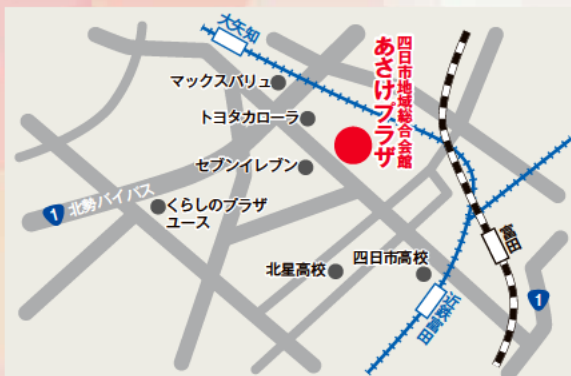 大矢知
マックスバリュ
トヨタカローラ
四日市地域総合会館
あさけプラザ
セブンイレブン
1
北勢バイパス
くらしのプラザ
ユース
北星高校
四日市高校
富田
近鉄富田
1